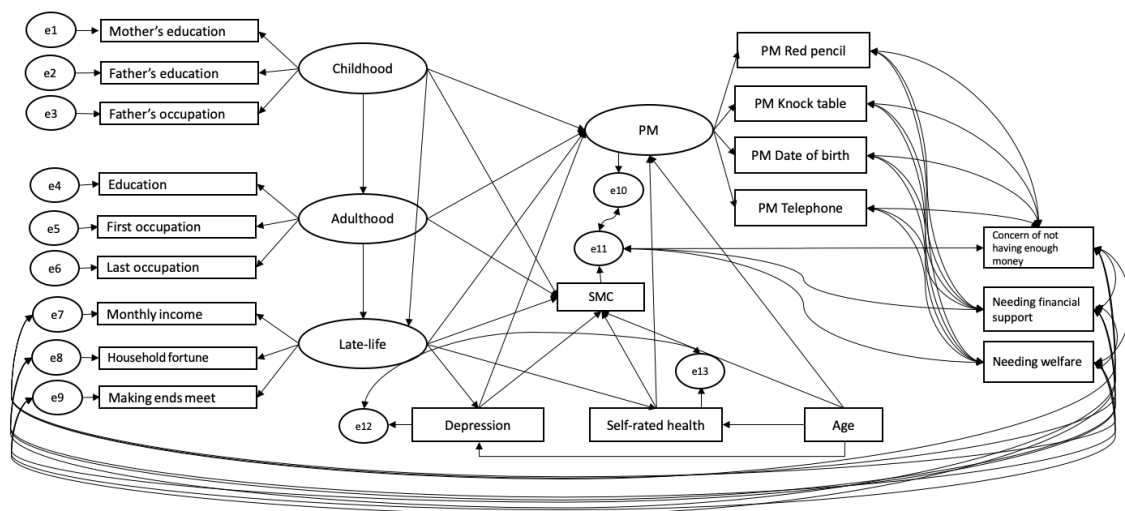 e1
Mother's education
e2
Father's education
e3
Father's occupation
Childhood
e4
Education
e5
First occupation
e6
Last occupation
Adulthood
e7
Monthly income
e8
Household fortune
e9
Making ends meet
Late-life
PM
e10
e11
SMC
e13
e12
Depression
Self-rated health
Age
PM Red pencil
PM Knock table
PM Date of birth
PM Telephone
Concern of not
having enough
money
Needing financial
support
Needing welfare